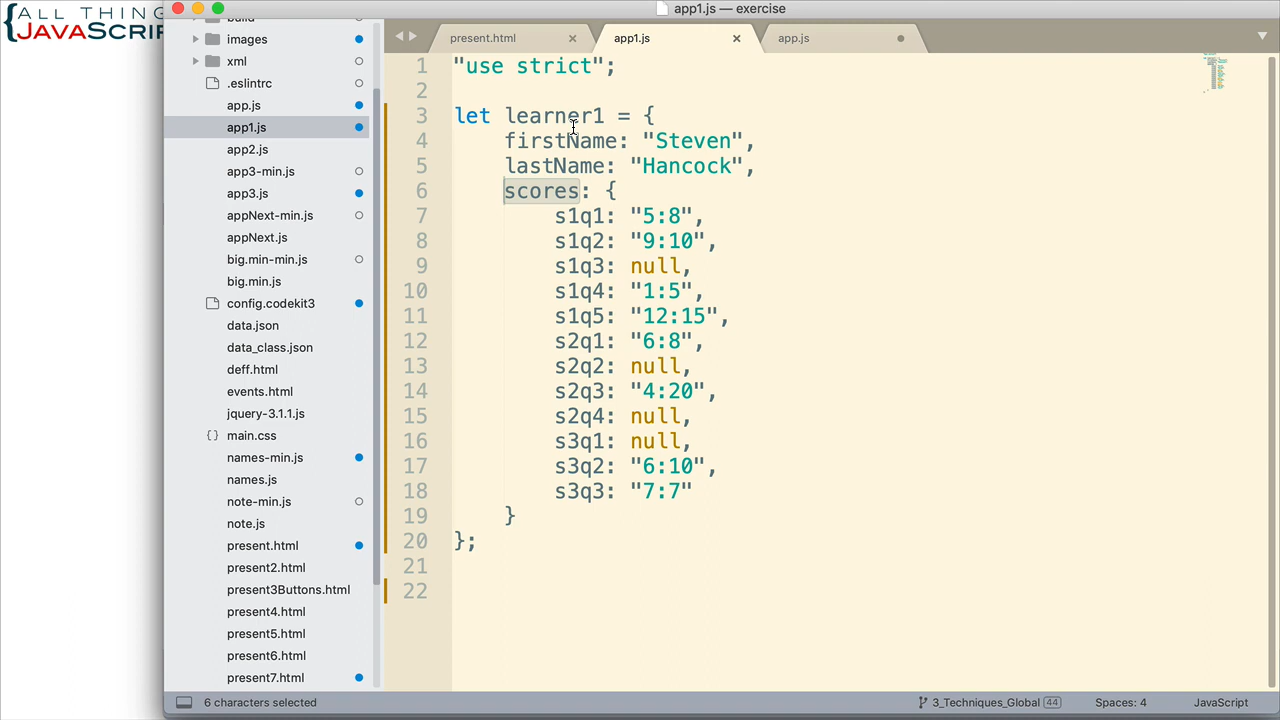 {ALL THING
JAVASCRIP
app1.js — exercise
build
images
xml
.eslintrc
app.js
app1.js
app2.js
app3-min.js
app3.js
appNext-min.js
appNext.js
big.min-min.js
big.min.js
config.codekit3
data.json
data_class.json
deff.html
events.html
jquery-3.1.1.js
{} main.css
names-min.js
names.js
note-min.js
note.js
present.html
present2.html
present3Buttons.html
present4.html
present5.html
present6.html
present7.html
present.html
app1.js
app.js
1 "use strict";
2
3 let learner1 = {
4 firstName: "Steven",
5 lastName: "Hancock",
6 scores: {
7 s1q1: "5:8",
8 s1q2: "9:10",
9 s1q3: null,
10 s1q4: "1:5",
11 s1q5: "12:15",
12 s2q1: "6:8",
13 s2q2: null,
14 s2q3: "4:20",
15 s2q4: null,
16 s3q1: null,
17 s3q2: "6:10",
18 s3q3: "7:7"
19 }
20 };
21
22
6 characters selected
3_Techniques_Global 44
Spaces: 4
JavaScript